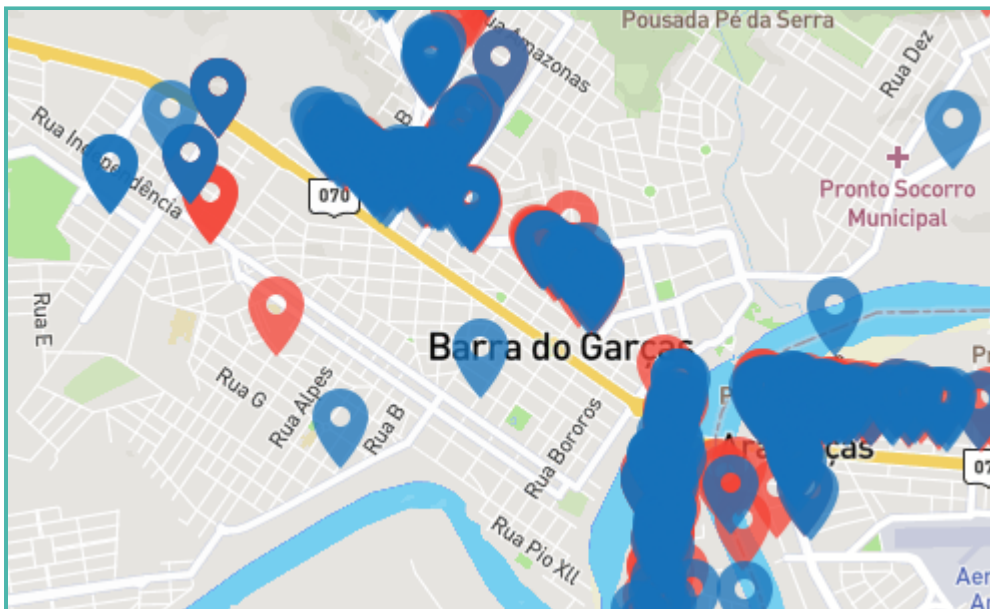 Pousada Pé da Serra
Rua Amazonas
Rua Dez
Rua Independência
B
070
Pronto Socorro
Municipal
Rua E
Barra do Garças
Rua G
Rua Alpes
Rua B
Rua Bororos
Rua Pio XII